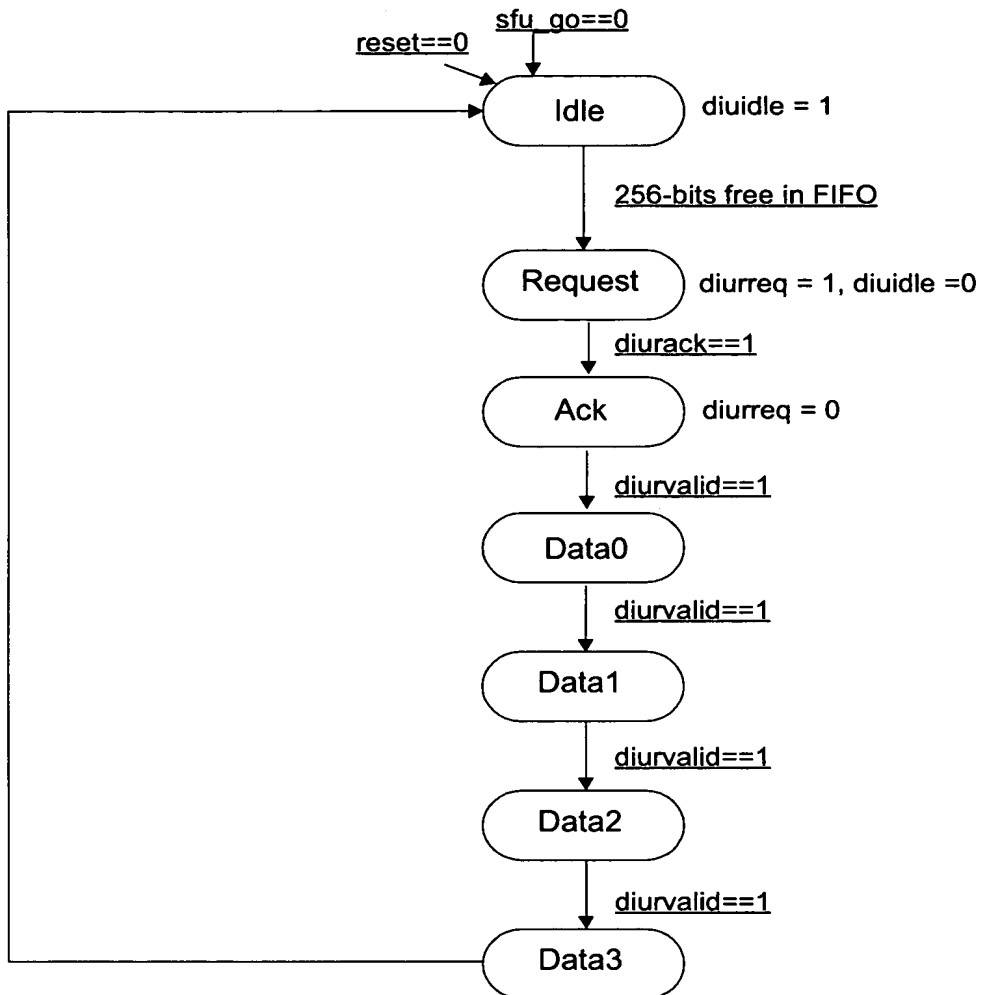 sfu_go==0
reset==0
Idle
diuidle = 1
256-bits free in FIFO
Request
diurreq = 1, diuidle =0
diurack==1
Ack
diurreq = 0
diurvalid==1
Data0
diurvalid==1
Data1
diurvalid==1
Data2
diurvalid==1
Data3